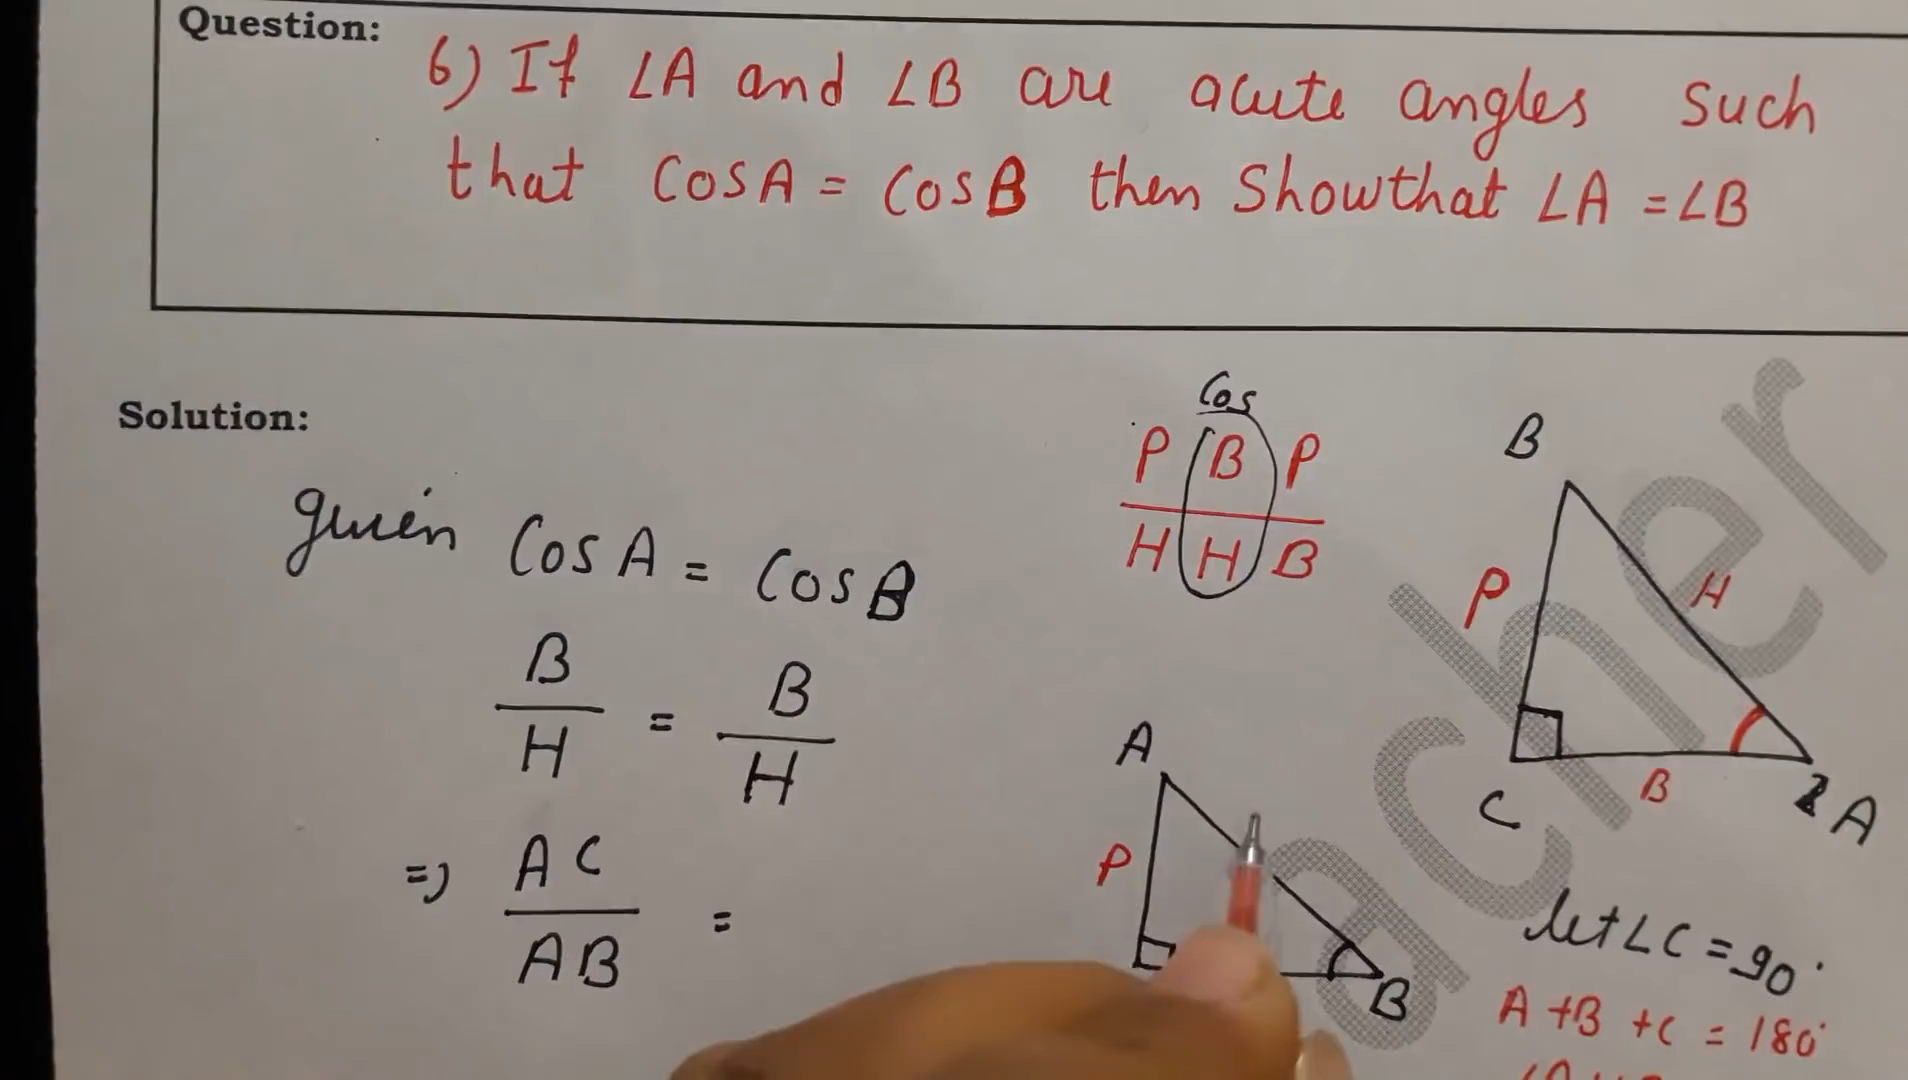 Question:
6) If ∠A and ∠B are acute angles such
that CosA = CosB then Showthat ∠A = ∠B
Solution:
given CosA = CosB
B/H = B/H
=> AC/AB =
Cos
P B P
H H B
B
P
H
B
C
A
A
P
B
let ∠C = 90°
A + B + C = 180°
acher